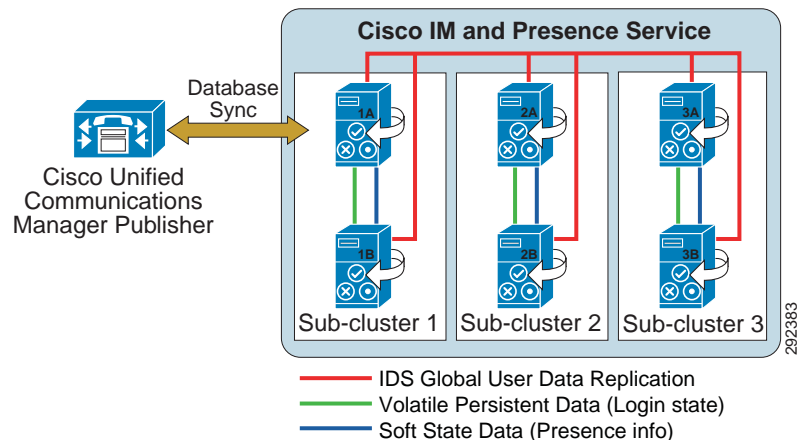 Cisco IM and Presence Service
Database
Sync
Cisco Unified
Communications
Manager Publisher
1A
2A
3A
1B
2B
3B
Sub-cluster 1
Sub-cluster 2
Sub-cluster 3
292383
IDS Global User Data Replication
Volatile Persistent Data (Login state)
Soft State Data (Presence info)